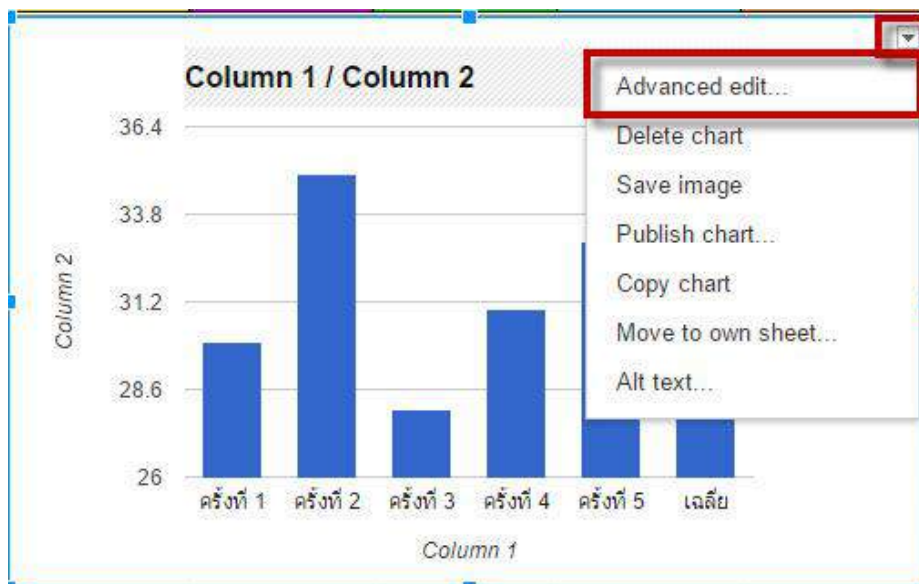 Column 1 / Column 2
Advanced edit...
Delete chart
Save image
Publish chart...
Copy chart
Move to own sheet...
Alt text...
36.4
33.8
31.2
28.6
26
Column 2
ครั้งที่ 1 ครั้งที่ 2 ครั้งที่ 3 ครั้งที่ 4 ครั้งที่ 5 เฉลี่ย
Column 1